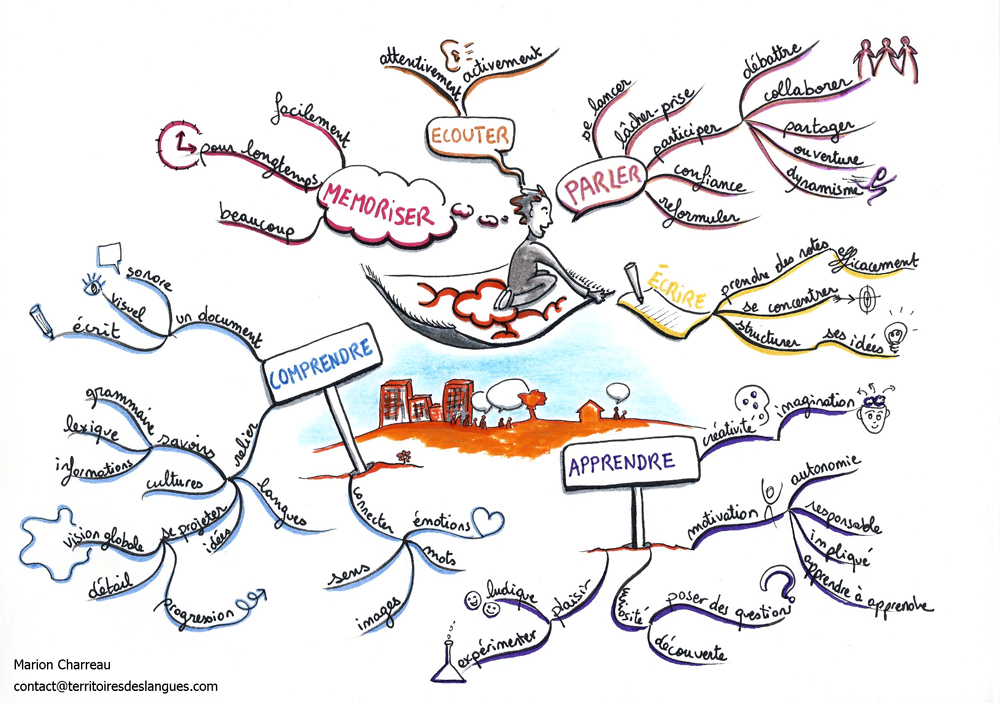 ECOUTER
attentivement
activement
PARLER
se lancer
lâcher-prise
participer
débattre
collaborer
partager
ouverture
dynamisme
confiance
reformuler
ÉCRIRE
prendre des notes
efficacement
se concentrer
structurer
ses idées
MEMORISER
facilement
pour longtemps
beaucoup
COMPRENDRE
un document
sonore
visuel
écrit
relier
savoirs
grammaire
lexique
informations
cultures
se projeter
vision globale
détail
progression
idées
langues
connecter
émotions
mots
sens
images
APPRENDRE
créativité
imagination
motivation
autonomie
responsable
impliqué
apprendre à apprendre
curiosité
poser des questions
découverte
plaisir
ludique
expérimenter
Marion Charreau
contact@territoiresdeslangues.com